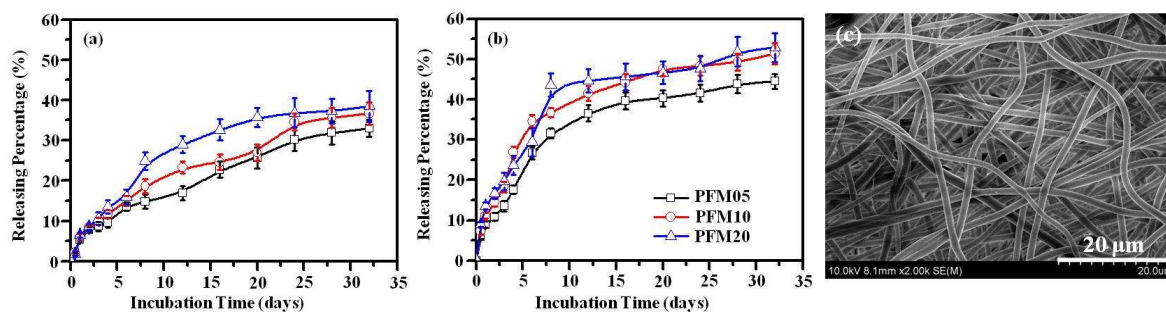 (a)
Releasing Percentage (%)
60
50
40
30
20
10
0
0 5 10 15 20 25 30 35
Incubation Time (days)
(b)
60
50
40
30
20
10
0
PFM05
PFM10
PFM20
0 5 10 15 20 25 30 35
Incubation Time (days)
Releasing Percentage (%)
(c)
20 µm
10.0kV 8.1mm x2.00k SE(M)